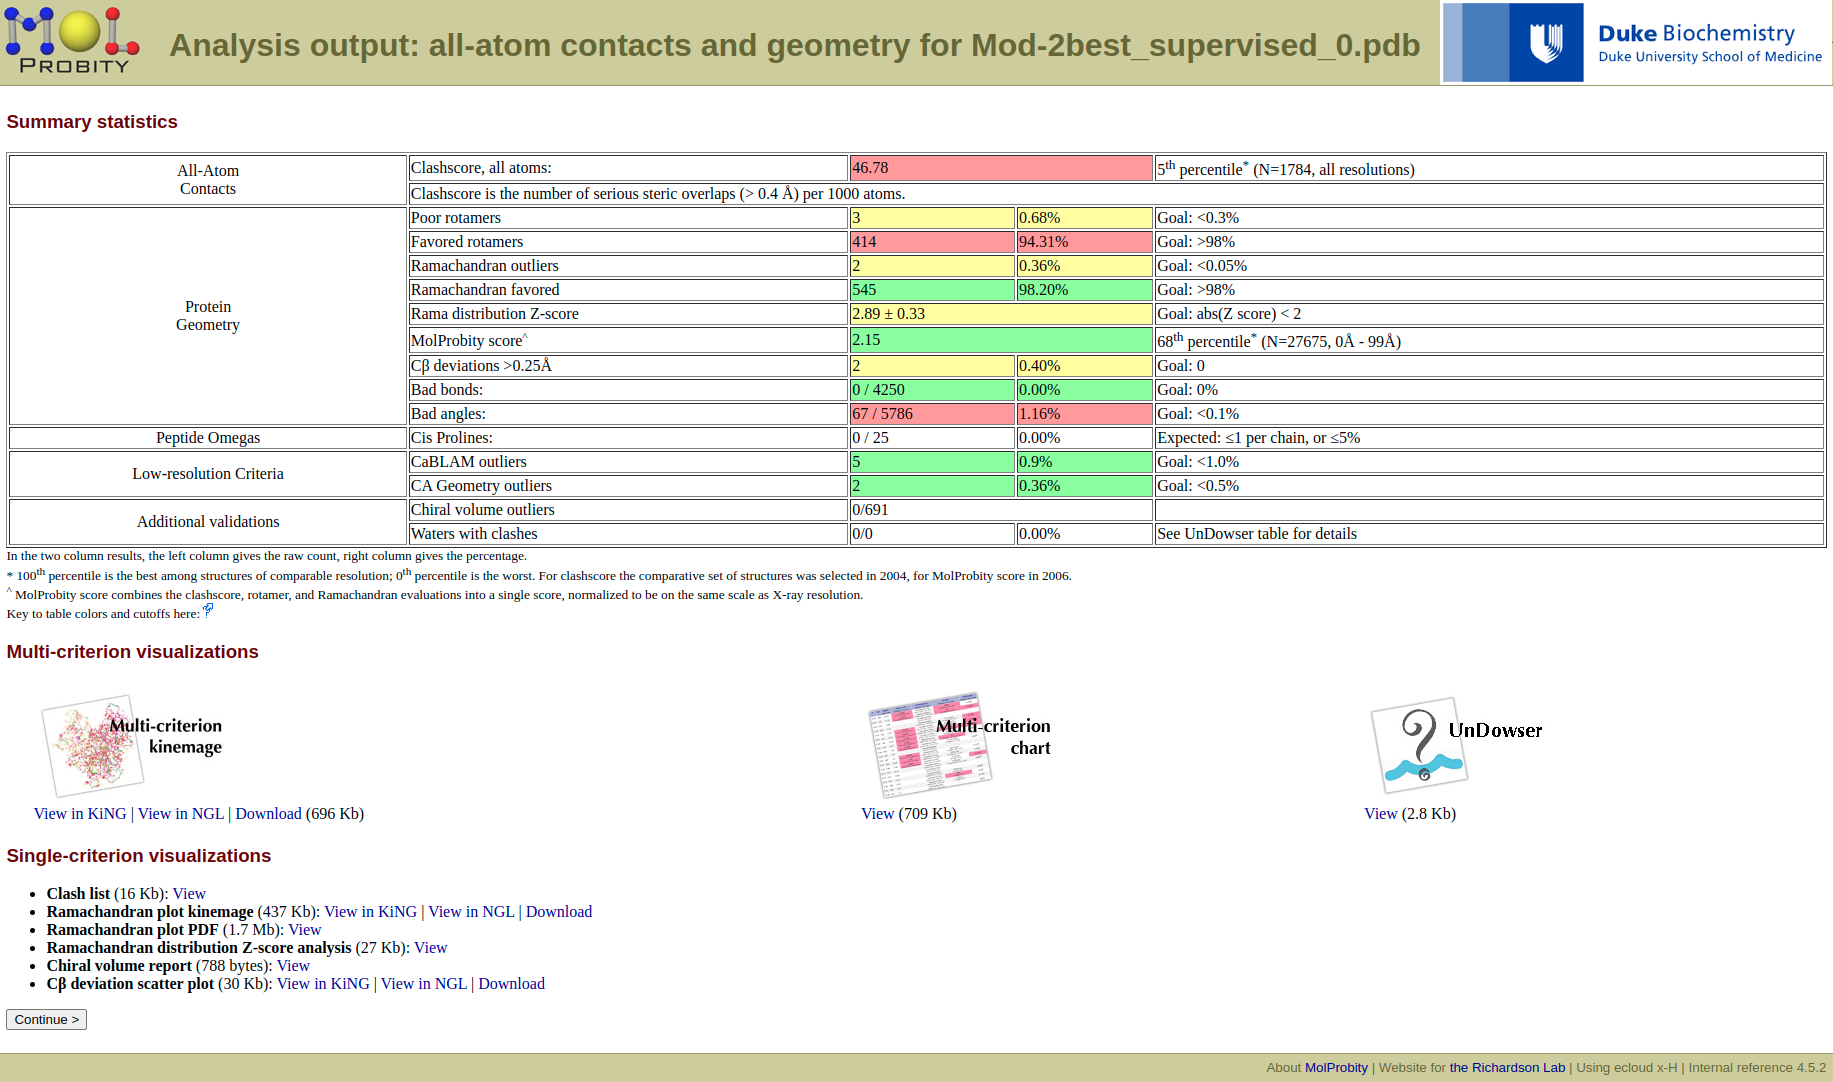 MOL
PROBITY
Analysis output: all-atom contacts and geometry for Mod-2best_supervised_0.pdb
Duke Biochemistry
Duke University School of Medicine
Summary statistics
All-Atom
Contacts
Clashscore, all atoms: 46.78 5th percentile* (N=1784, all resolutions)
Clashscore is the number of serious steric overlaps (> 0.4 Å) per 1000 atoms.
Protein
Geometry
Poor rotamers 3 0.68% Goal: <0.3%
Favored rotamers 414 94.31% Goal: >98%
Ramachandran outliers 2 0.36% Goal: <0.05%
Ramachandran favored 545 98.20% Goal: >98%
Rama distribution Z-score 2.89 ± 0.33 Goal: abs(Z score) < 2
MolProbity score^ 2.15 68th percentile* (N=27675, 0Å - 99Å)
Cβ deviations >0.25Å 2 0.40% Goal: 0
Bad bonds: 0 / 4250 0.00% Goal: 0%
Bad angles: 67 / 5786 1.16% Goal: <0.1%
Peptide Omegas Cis Prolines: 0 / 25 0.00% Expected: ≤1 per chain, or ≤5%
Low-resolution Criteria
CaBLAM outliers 5 0.9% Goal: <1.0%
CA Geometry outliers 2 0.36% Goal: <0.5%
Additional validations
Chiral volume outliers 0/691
Waters with clashes 0/0 0.00% See UnDowser table for details
In the two column results, the left column gives the raw count, right column gives the percentage.
* 100th percentile is the best among structures of comparable resolution; 0th percentile is the worst. For clashscore the comparative set of structures was selected in 2004, for MolProbity score in 2006.
^ MolProbity score combines the clashscore, rotamer, and Ramachandran evaluations into a single score, normalized to be on the same scale as X-ray resolution.
Key to table colors and cutoffs here: ?
Multi-criterion visualizations
Multi-criterion
kinemage
Multi-criterion
chart
UnDowser
View in KiNG | View in NGL | Download (696 Kb)
View (709 Kb)
View (2.8 Kb)
Single-criterion visualizations
• Clash list (16 Kb): View
• Ramachandran plot kinemage (437 Kb): View in KiNG | View in NGL | Download
• Ramachandran plot PDF (1.7 Mb): View
• Ramachandran distribution Z-score analysis (27 Kb): View
• Chiral volume report (788 bytes): View
• Cβ deviation scatter plot (30 Kb): View in KiNG | View in NGL | Download
Continue >
About MolProbity | Website for the Richardson Lab | Using ecloud x-H | Internal reference 4.5.2